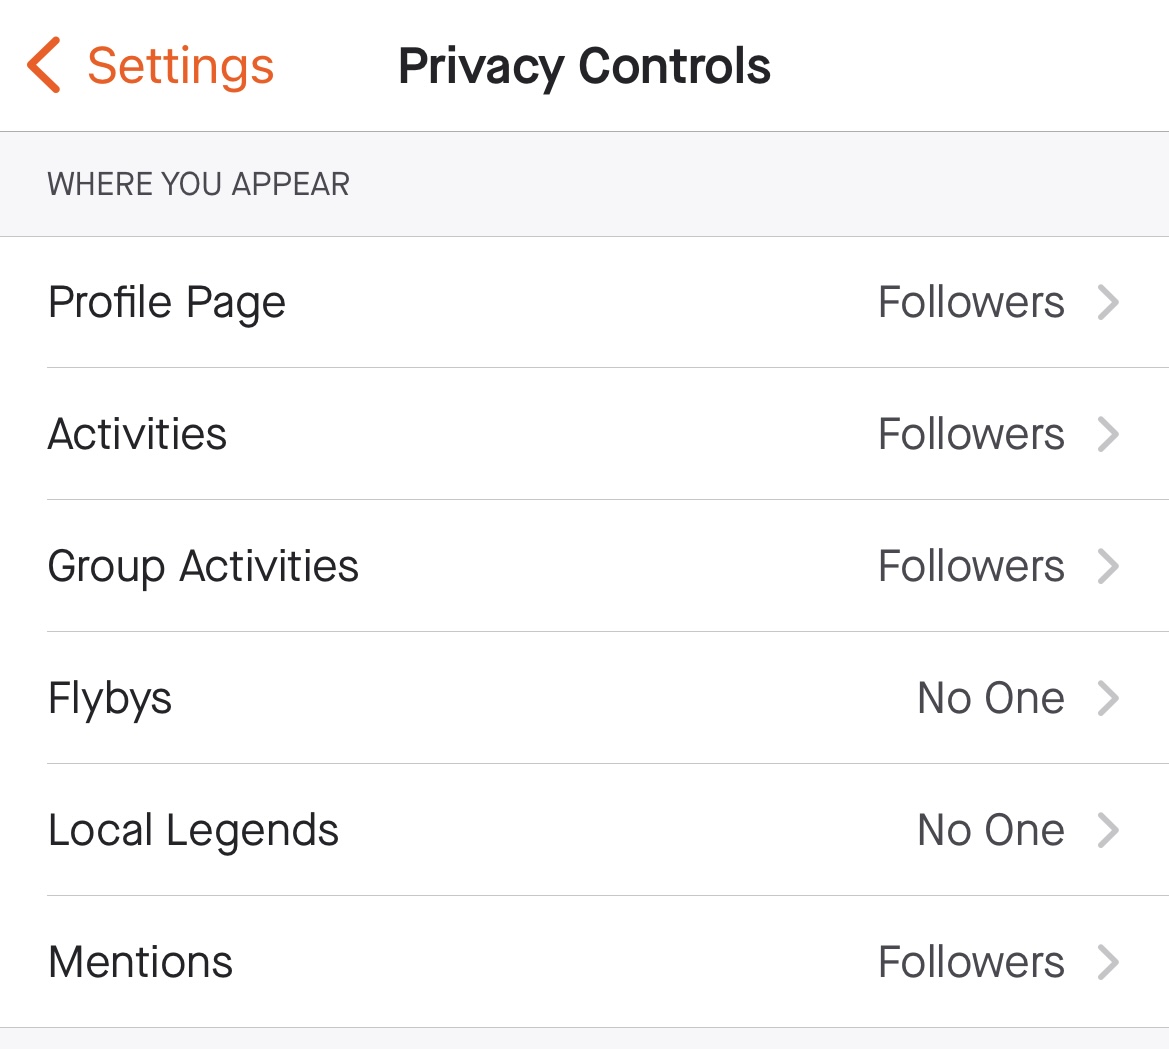 Settings Privacy Controls
WHERE YOU APPEAR
Profile Page Followers
Activities Followers
Group Activities Followers
Flybys No One
Local Legends No One
Mentions Followers